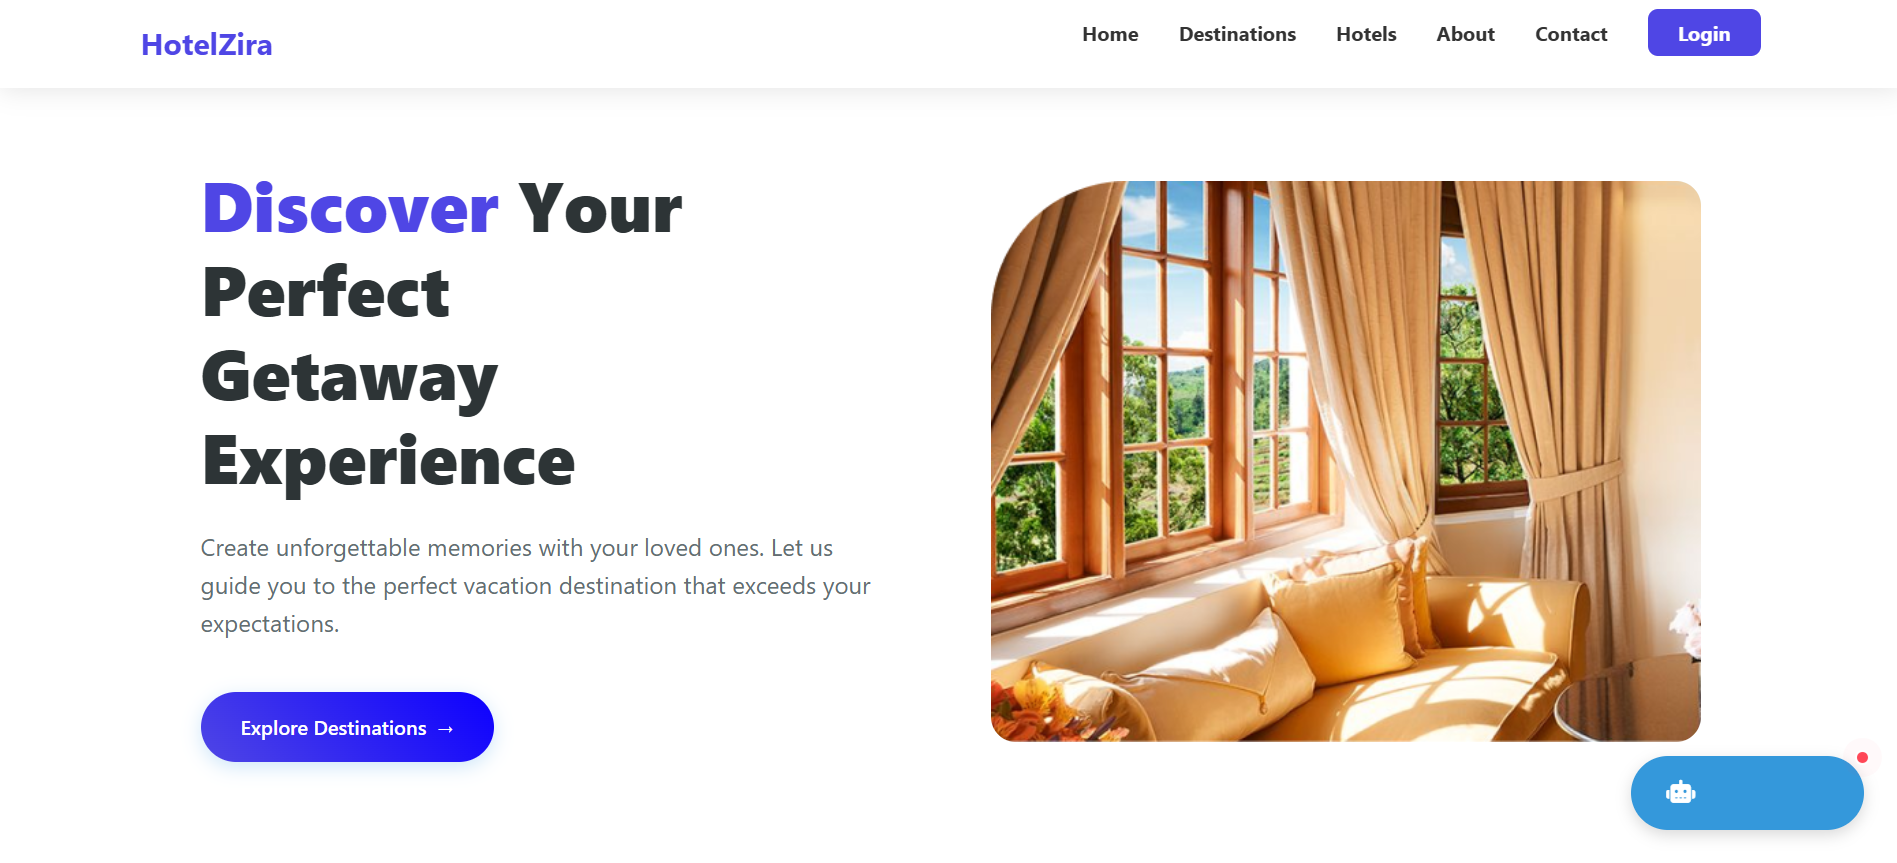 HotelZira
Home Destinations Hotels About Contact Login
Discover Your
Perfect
Getaway
Experience
Create unforgettable memories with your loved ones. Let us
guide you to the perfect vacation destination that exceeds your
expectations.
Explore Destinations →